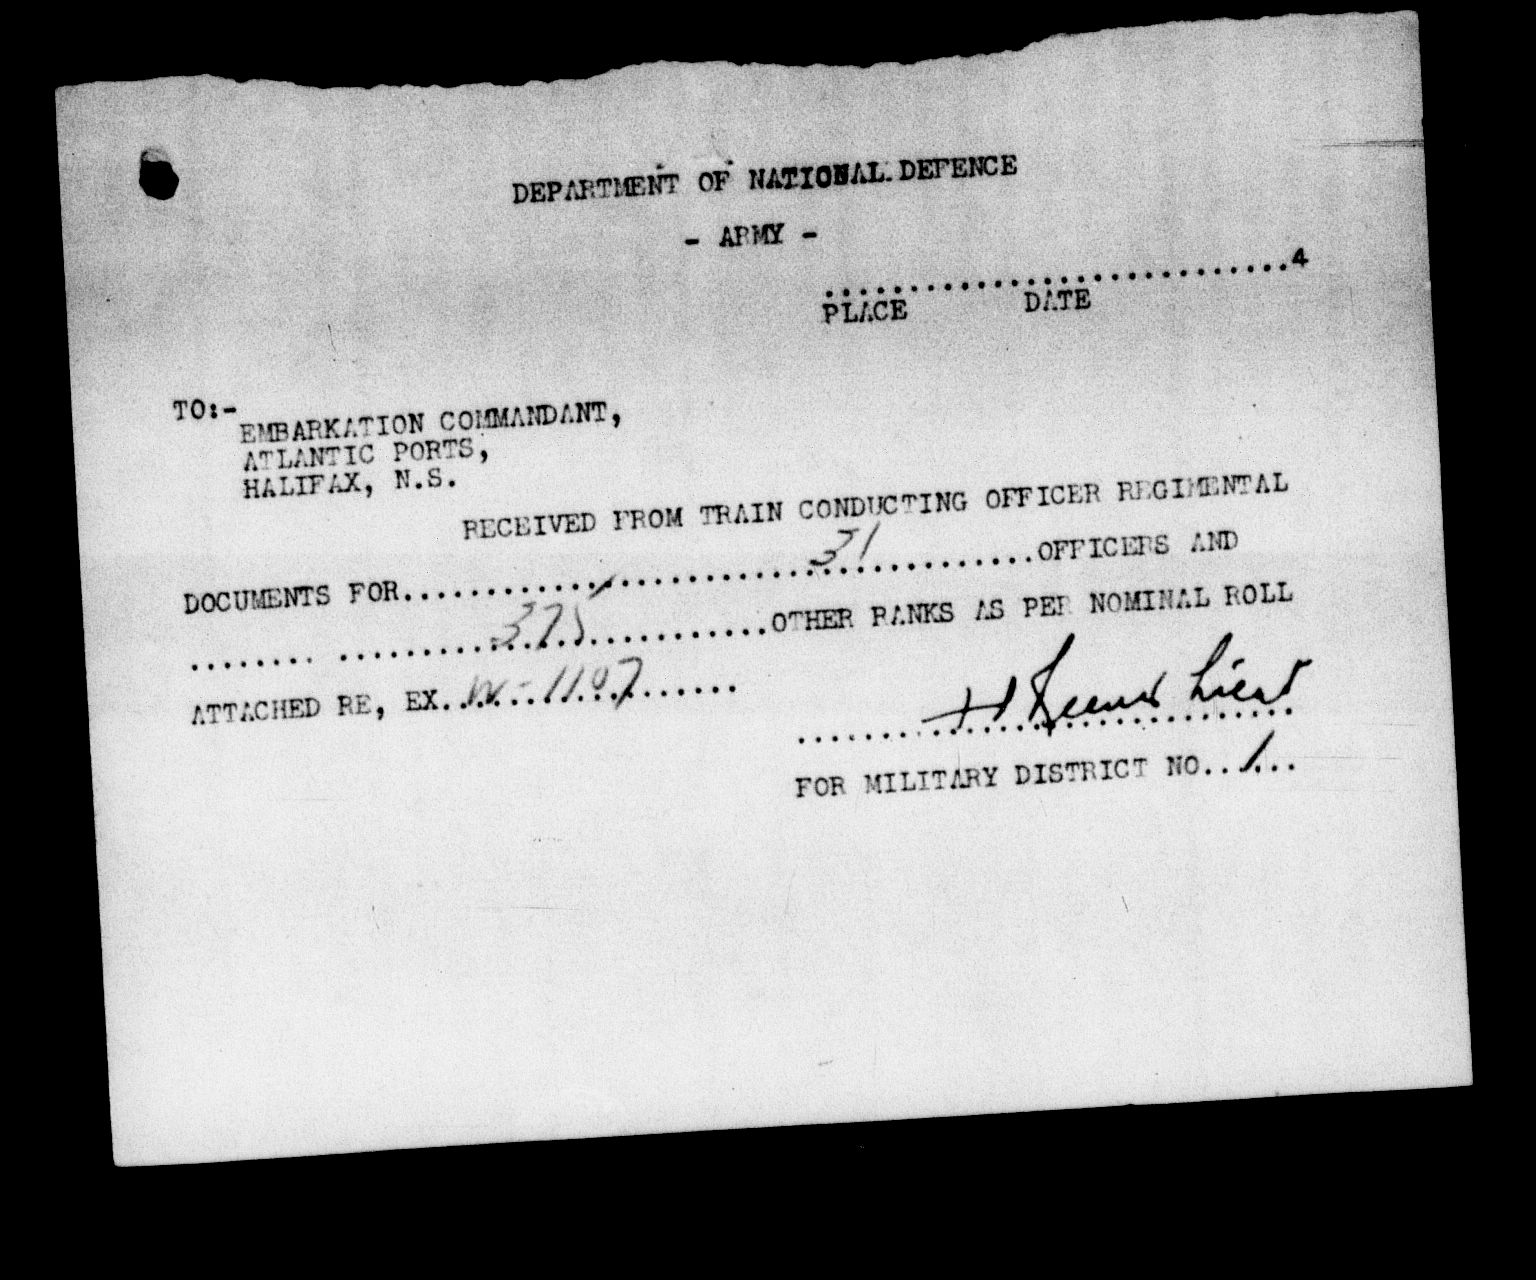 DEPARTMENT OF NATIONAL DEFENCE
- ARMY -
..............................4
PLACE DATE
TO:-
EMBARKATION COMMANDANT,
ATLANTIC PORTS,
HALIFAX, N.S.
RECEIVED FROM TRAIN CONDUCTING OFFICER REGIMENTAL
DOCUMENTS FOR.........................31.............OFFICERS AND
........ ..........375............OTHER RANKS AS PER NOMINAL ROLL
ATTACHED RE, EX..W-1107.......
H Lieut
FOR MILITARY DISTRICT NO..1...